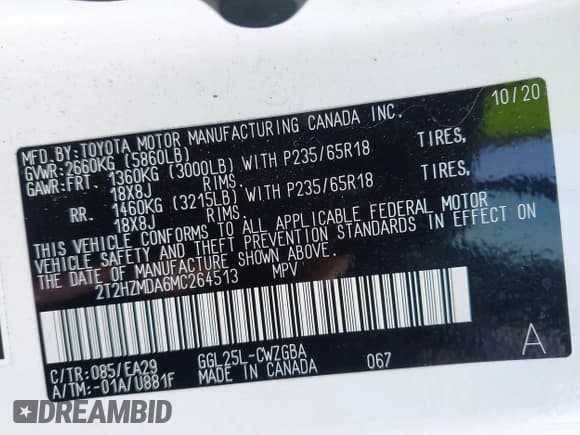 10/20
MFD.BY:TOYOTA MOTOR MANUFACTURING CANADA INC.
GVWR:2660KG (5860LB)
GAWR:FRT. 1360KG (3000LB) WITH P235/65R18 TIRES,
18X8J RIMS.
RR. 1460KG (3215LB) WITH P235/65R18 TIRES,
18X8J RIMS.
THIS VEHICLE CONFORMS TO ALL APPLICABLE FEDERAL MOTOR
VEHICLE SAFETY AND THEFT PREVENTION STANDARDS IN EFFECT ON
THE DATE OF MANUFACTURE SHOWN ABOVE.
2T2HZMDA6MC264513 MPV
C/TR:085/EA29 GGL25L-CWZGBA A
A/TM:-01A/U881F MADE IN CANADA 067
DREAMBID